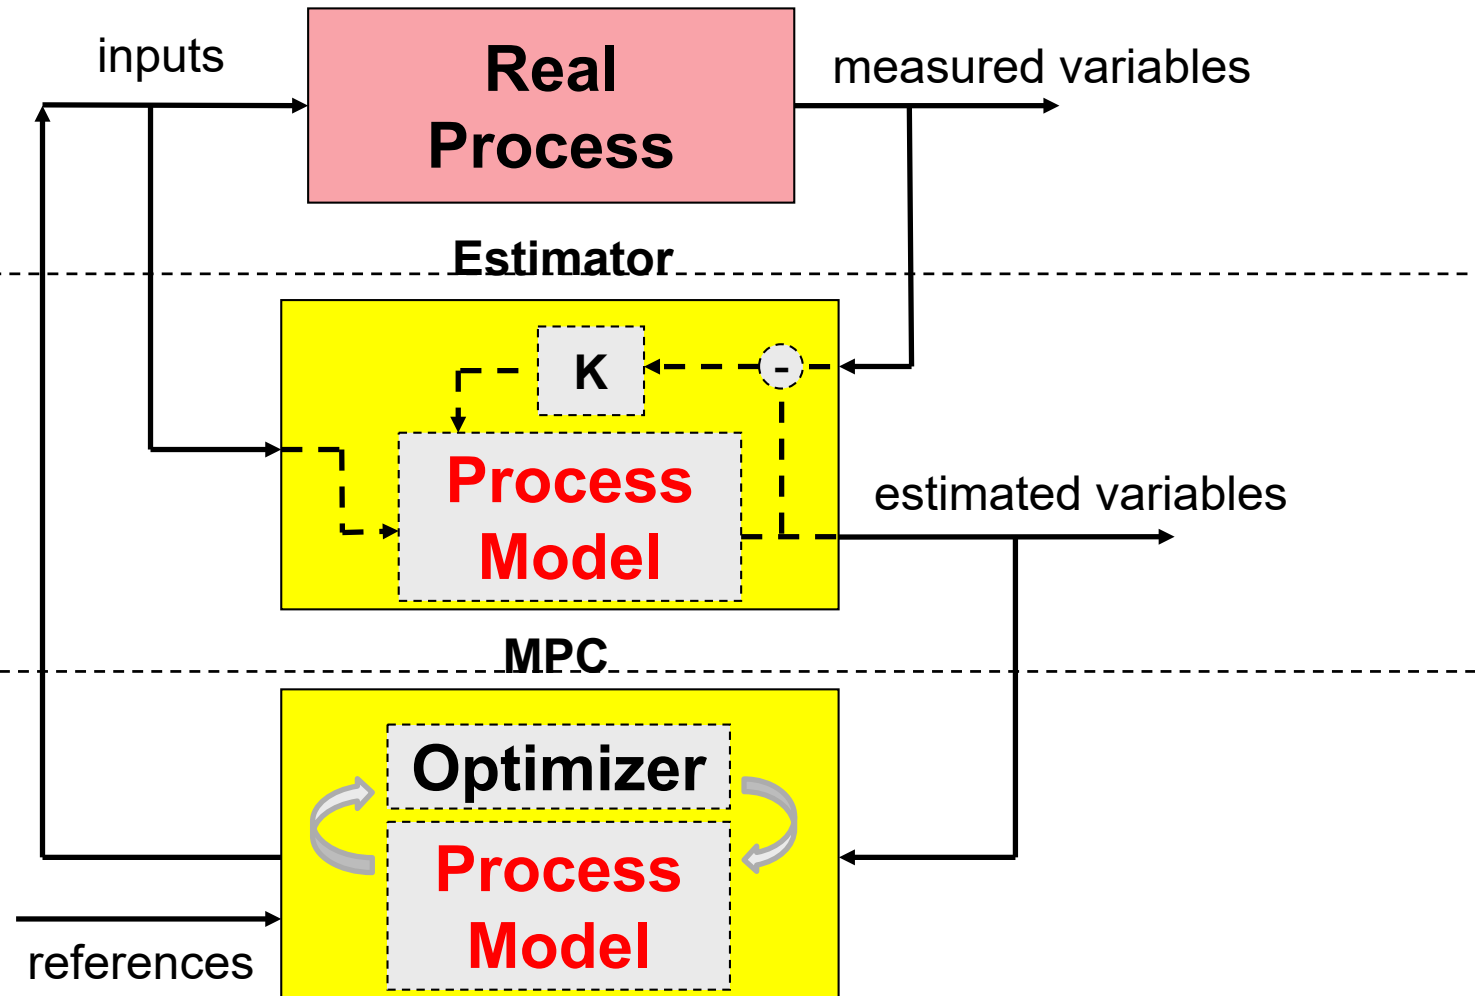 inputs
Real
Process
measured variables
Estimator
K
-
Process
Model
estimated variables
MPC
Optimizer
Process
Model
references